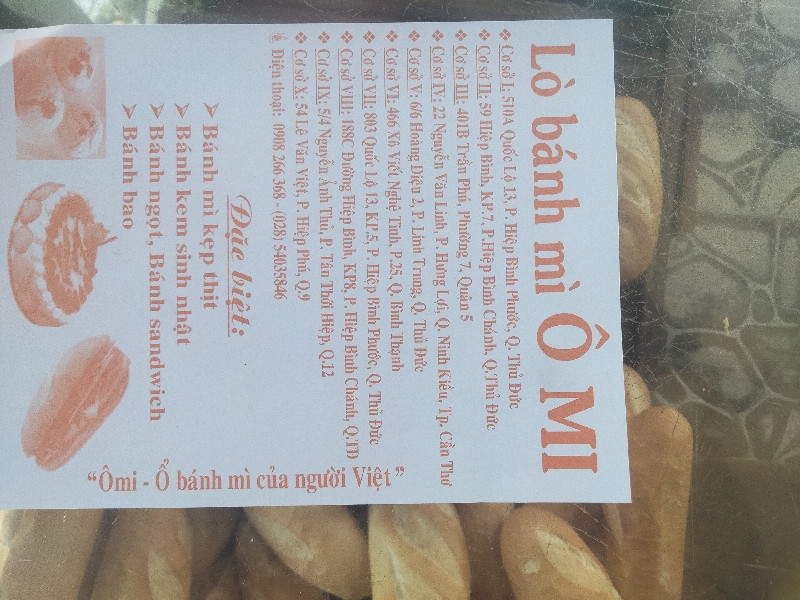 Lò bánh mì Ô MI
❖ Cơ sở I: 510A Quốc Lộ 13, P. Hiệp Bình Phước, Q. Thủ Đức
❖ Cơ sở II: 59 Hiệp Bình, KP.7, P.Hiệp Bình Chánh, Q.Thủ Đức
❖ Cơ sở III: 401B Trần Phú, Phường 7, Quận 5
❖ Cơ sở IV: 22 Nguyễn Văn Linh, P. Hưng Lợi, Q. Ninh Kiều, Tp. Cần Thơ
❖ Cơ sở V: 6/6 Hoàng Diệu 2, P. Linh Trung, Q. Thủ Đức
❖ Cơ sở VI: 466 Xô Viết Nghệ Tĩnh, P.25, Q. Bình Thạnh
❖ Cơ sở VII: 803 Quốc Lộ 13, KP.5, P. Hiệp Bình Phước, Q. Thủ Đức
❖ Cơ sở VIII: 188C Đường Hiệp Bình, KP8, P. Hiệp Bình Chánh, Q.TĐ
❖ Cơ sở IX: 5/4 Nguyễn Ảnh Thủ, P. Tân Thới Hiệp, Q.12
❖ Cơ sở X: 54 Lê Văn Việt, P. Hiệp Phú, Q.9
Điện thoại: 0908 266 368 - (028) 54035846
Đặc biệt:
➢ Bánh mì kẹp thịt
➢ Bánh kem sinh nhật
➢ Bánh ngọt, Bánh sandwich
➢ Bánh bao
“Ômi - Ổ bánh mì của người Việt”